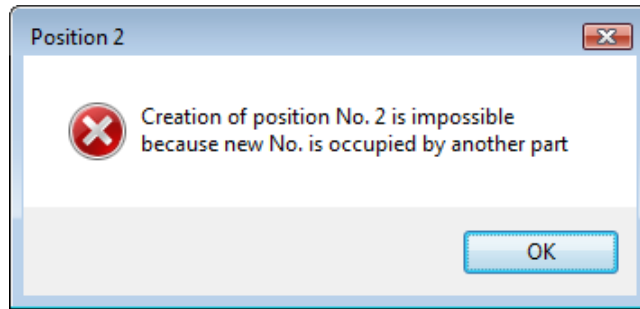 Position 2
Creation of position No. 2 is impossible
because new No. is occupied by another part
OK